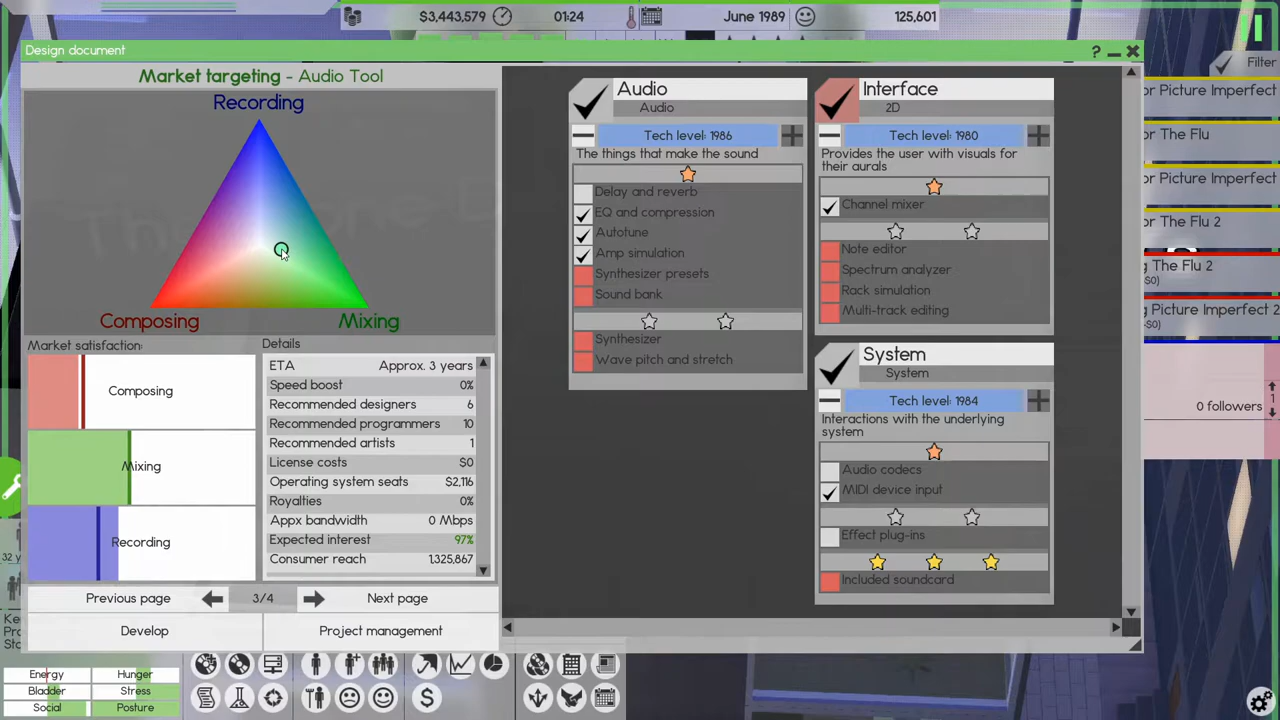 $3,443,579
01:24
June 1989
125,601
Design document
?
Filter
Market targeting - Audio Tool
Recording
Composing
Mixing
Market satisfaction:
Composing
Mixing
Recording
Details
ETA Approx. 3 years
Speed boost 0%
Recommended designers 6
Recommended programmers 10
Recommended artists 1
License costs $0
Operating system seats $2,116
Royalties 0%
Appx bandwidth 0 Mbps
Expected interest 97%
Consumer reach 1,325,867
Previous page
3/4
Next page
Develop
Project management
Audio
Audio
Tech level: 1986
The things that make the sound
Delay and reverb
EQ and compression
Autotune
Amp simulation
Synthesizer presets
Sound bank
Synthesizer
Wave pitch and stretch
Interface
2D
Tech level: 1980
Provides the user with visuals for
their aurals
Channel mixer
Note editor
Spectrum analyzer
Rack simulation
Multi-track editing
System
System
Tech level: 1984
Interactions with the underlying
system
Audio codecs
MIDI device input
Effect plug-ins
Included soundcard
or Picture Imperfect
or The Flu
or Picture Imperfect
or The Flu 2
g The Flu 2
$0)
g Picture Imperfect 2
-$0)
0 followers
1
32 y
Ke
Pro
Sta
Energy
Hunger
Bladder
Stress
Social
Posture
$